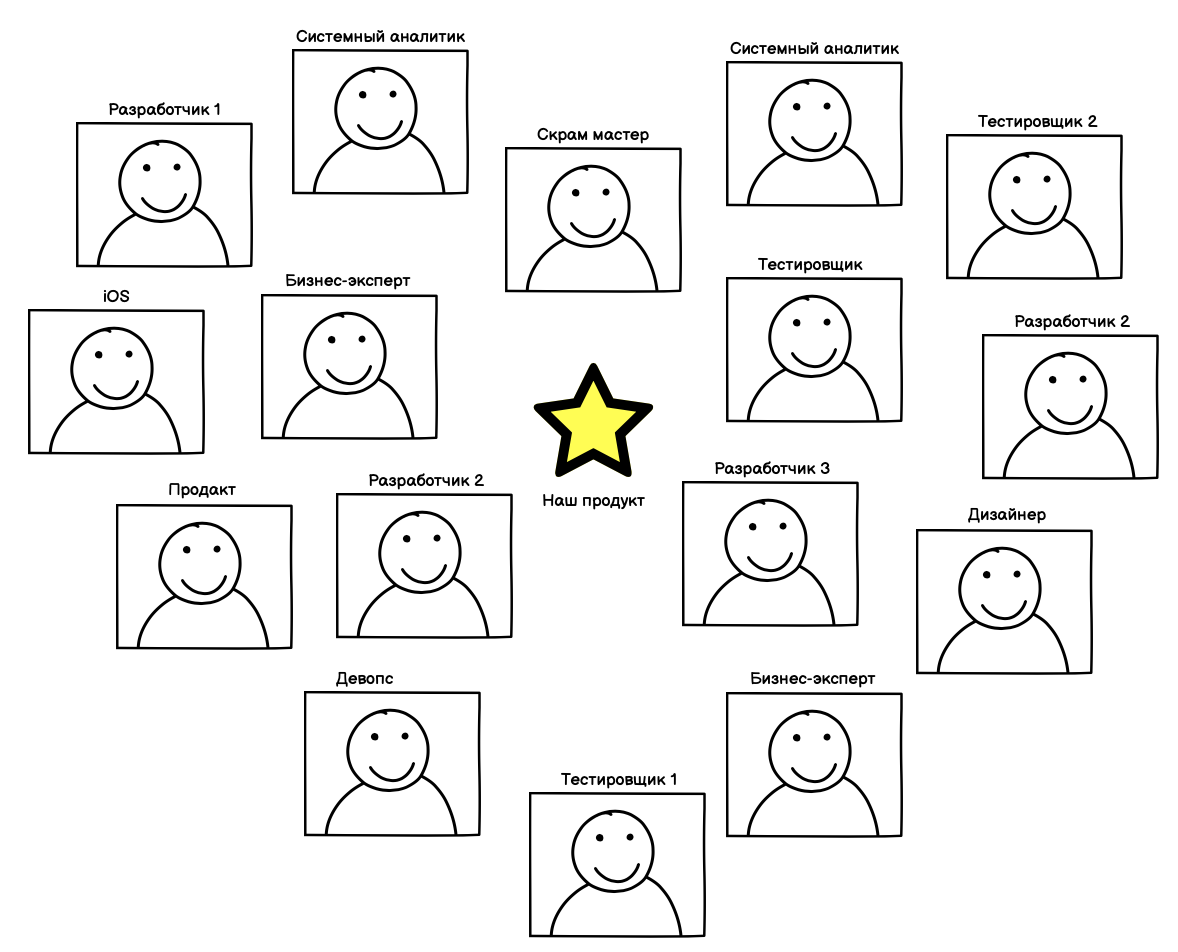 Системный аналитик
Системный аналитик
Разработчик 1
Скрам мастер
Тестировщик 2
Тестировщик
Бизнес-эксперт
iOS
Разработчик 2
Разработчик 3
Разработчик 2
Продакт
Наш продукт
Дизайнер
Девопс
Бизнес-эксперт
Тестировщик 1